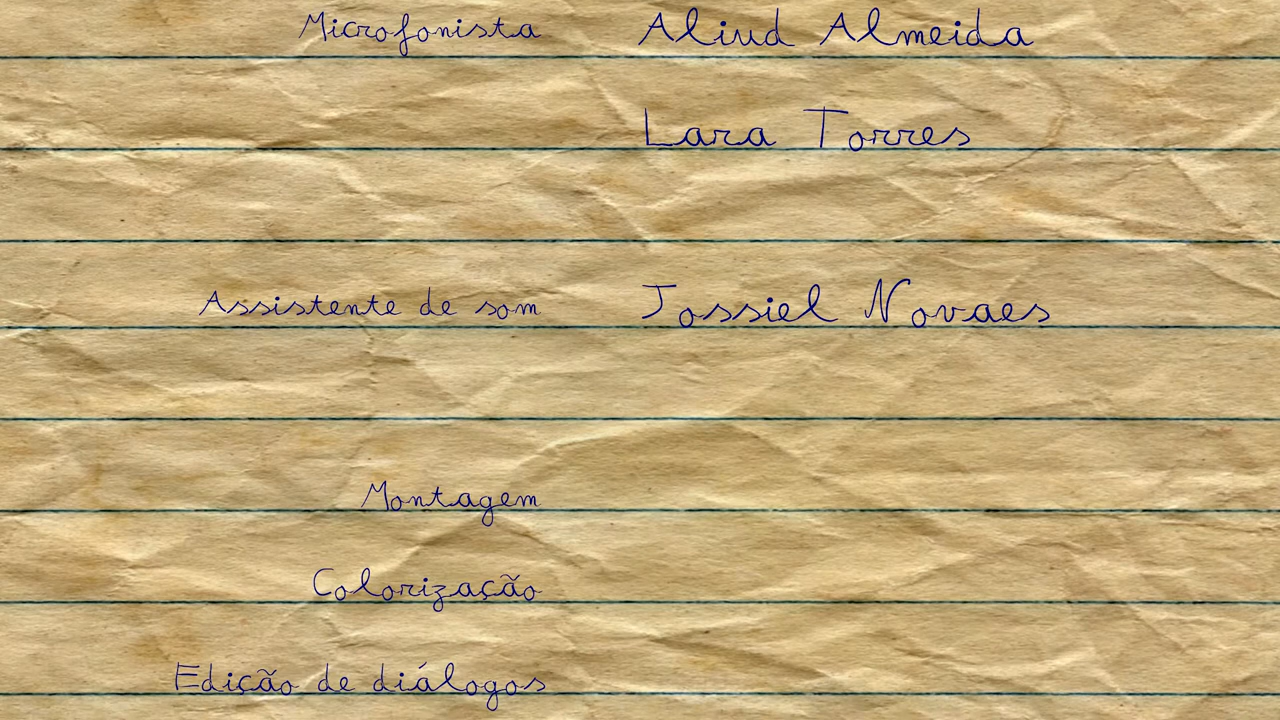 Microfonista Aliud Almeida
Lara Torres
Assistente de som Jossiel Novaes
Montagem
Colorização
Edição de diálogos